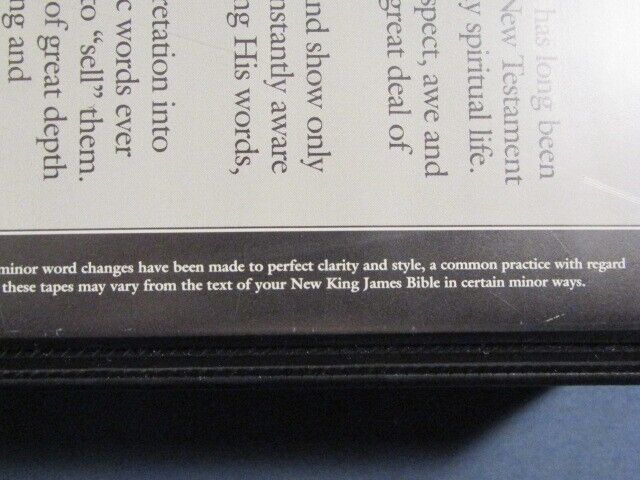 has long been
New Testament
y spiritual life.
spect, awe and
great deal of
nd show only
nstantly aware
ng His words,
retation into
c words ever
to “sell” them.
of great depth
ng and
minor word changes have been made to perfect clarity and style, a common practice with regard
these tapes may vary from the text of your New King James Bible in certain minor ways.